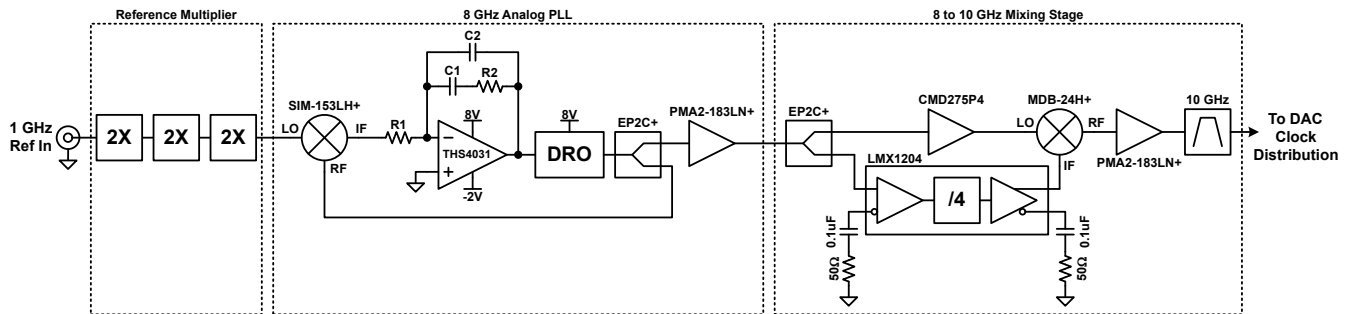 Reference Multiplier
8 GHz Analog PLL
8 to 10 GHz Mixing Stage
C2
C1
R2
SIM-153LH+
LO
IF
RF
R1
8V
THS4031
-2V
8V
DRO
EP2C+
PMA2-183LN+
EP2C+
CMD275P4
MDB-24H+
LO
RF
IF
10 GHz
PMA2-183LN+
To DAC
Clock
Distribution
1 GHz
Ref In
2X
2X
2X
LMX1204
/4
0.1uF
50Ω
0.1uF
50Ω